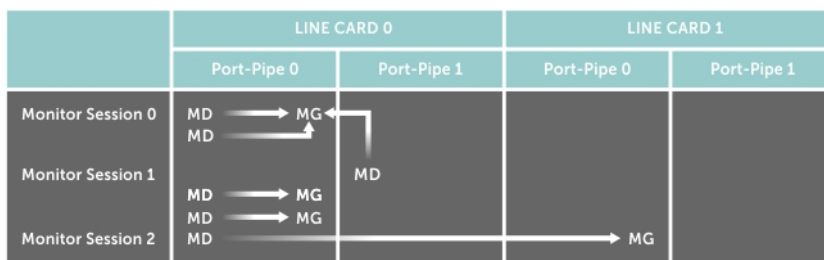 LINE CARD 0 LINE CARD 1
Port-Pipe 0 Port-Pipe 1 Port-Pipe 0 Port-Pipe 1
Monitor Session 0 MD MG
MD
Monitor Session 1 MD
MD MG
MD MG
Monitor Session 2 MD MG